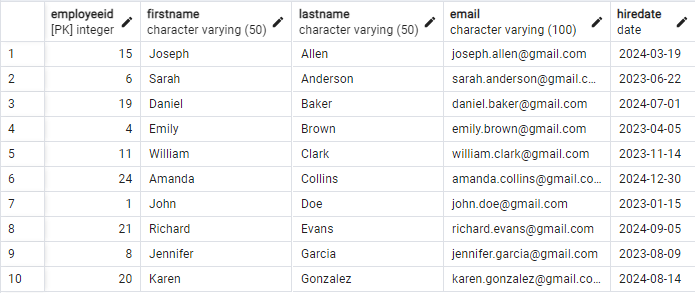 employeeid firstname lastname email hiredate
[PK] integer character varying (50) character varying (50) character varying (100) date
1 15 Joseph Allen joseph.allen@gmail.com 2024-03-19
2 6 Sarah Anderson sarah.anderson@gmail.c... 2023-06-22
3 19 Daniel Baker daniel.baker@gmail.com 2024-07-01
4 4 Emily Brown emily.brown@gmail.com 2023-04-05
5 11 William Clark william.clark@gmail.com 2023-11-14
6 24 Amanda Collins amanda.collins@gmail.co... 2024-12-30
7 1 John Doe john.doe@gmail.com 2023-01-15
8 21 Richard Evans richard.evans@gmail.com 2024-09-05
9 8 Jennifer Garcia jennifer.garcia@gmail.com 2023-08-09
10 20 Karen Gonzalez karen.gonzalez@gmail.co... 2024-08-14